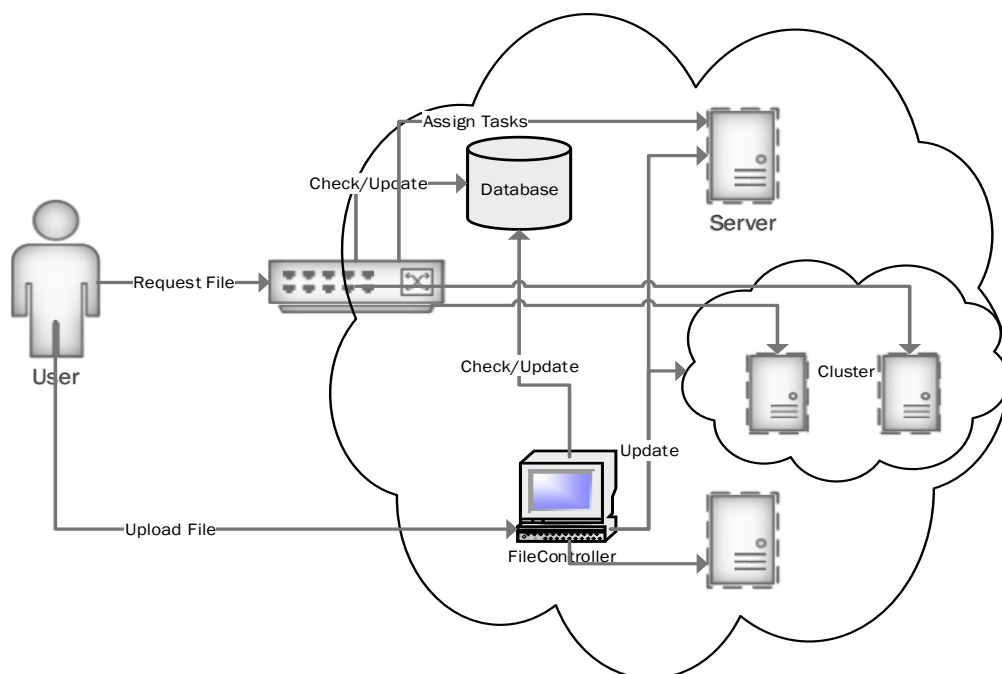 Assign Tasks
Check/Update
Database
Server
Request File
User
Check/Update
Cluster
Update
Upload File
FileController